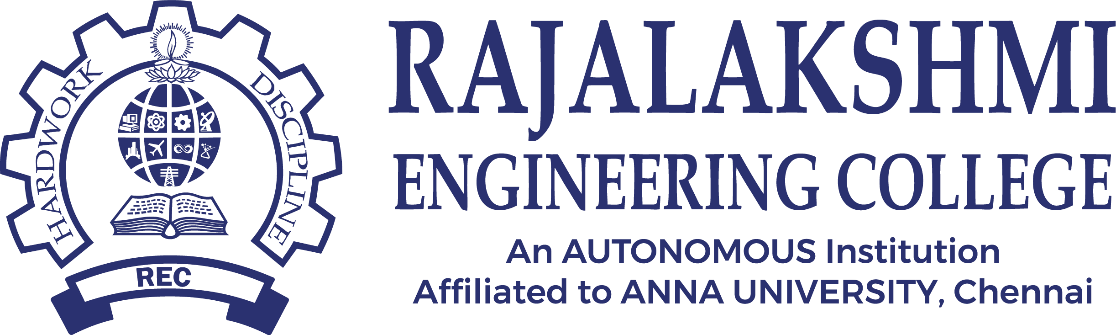 HARDWORK
DISCIPLINE
REC
RAJALAKSHMI
ENGINEERING COLLEGE
An AUTONOMOUS Institution
Affiliated to ANNA UNIVERSITY, Chennai